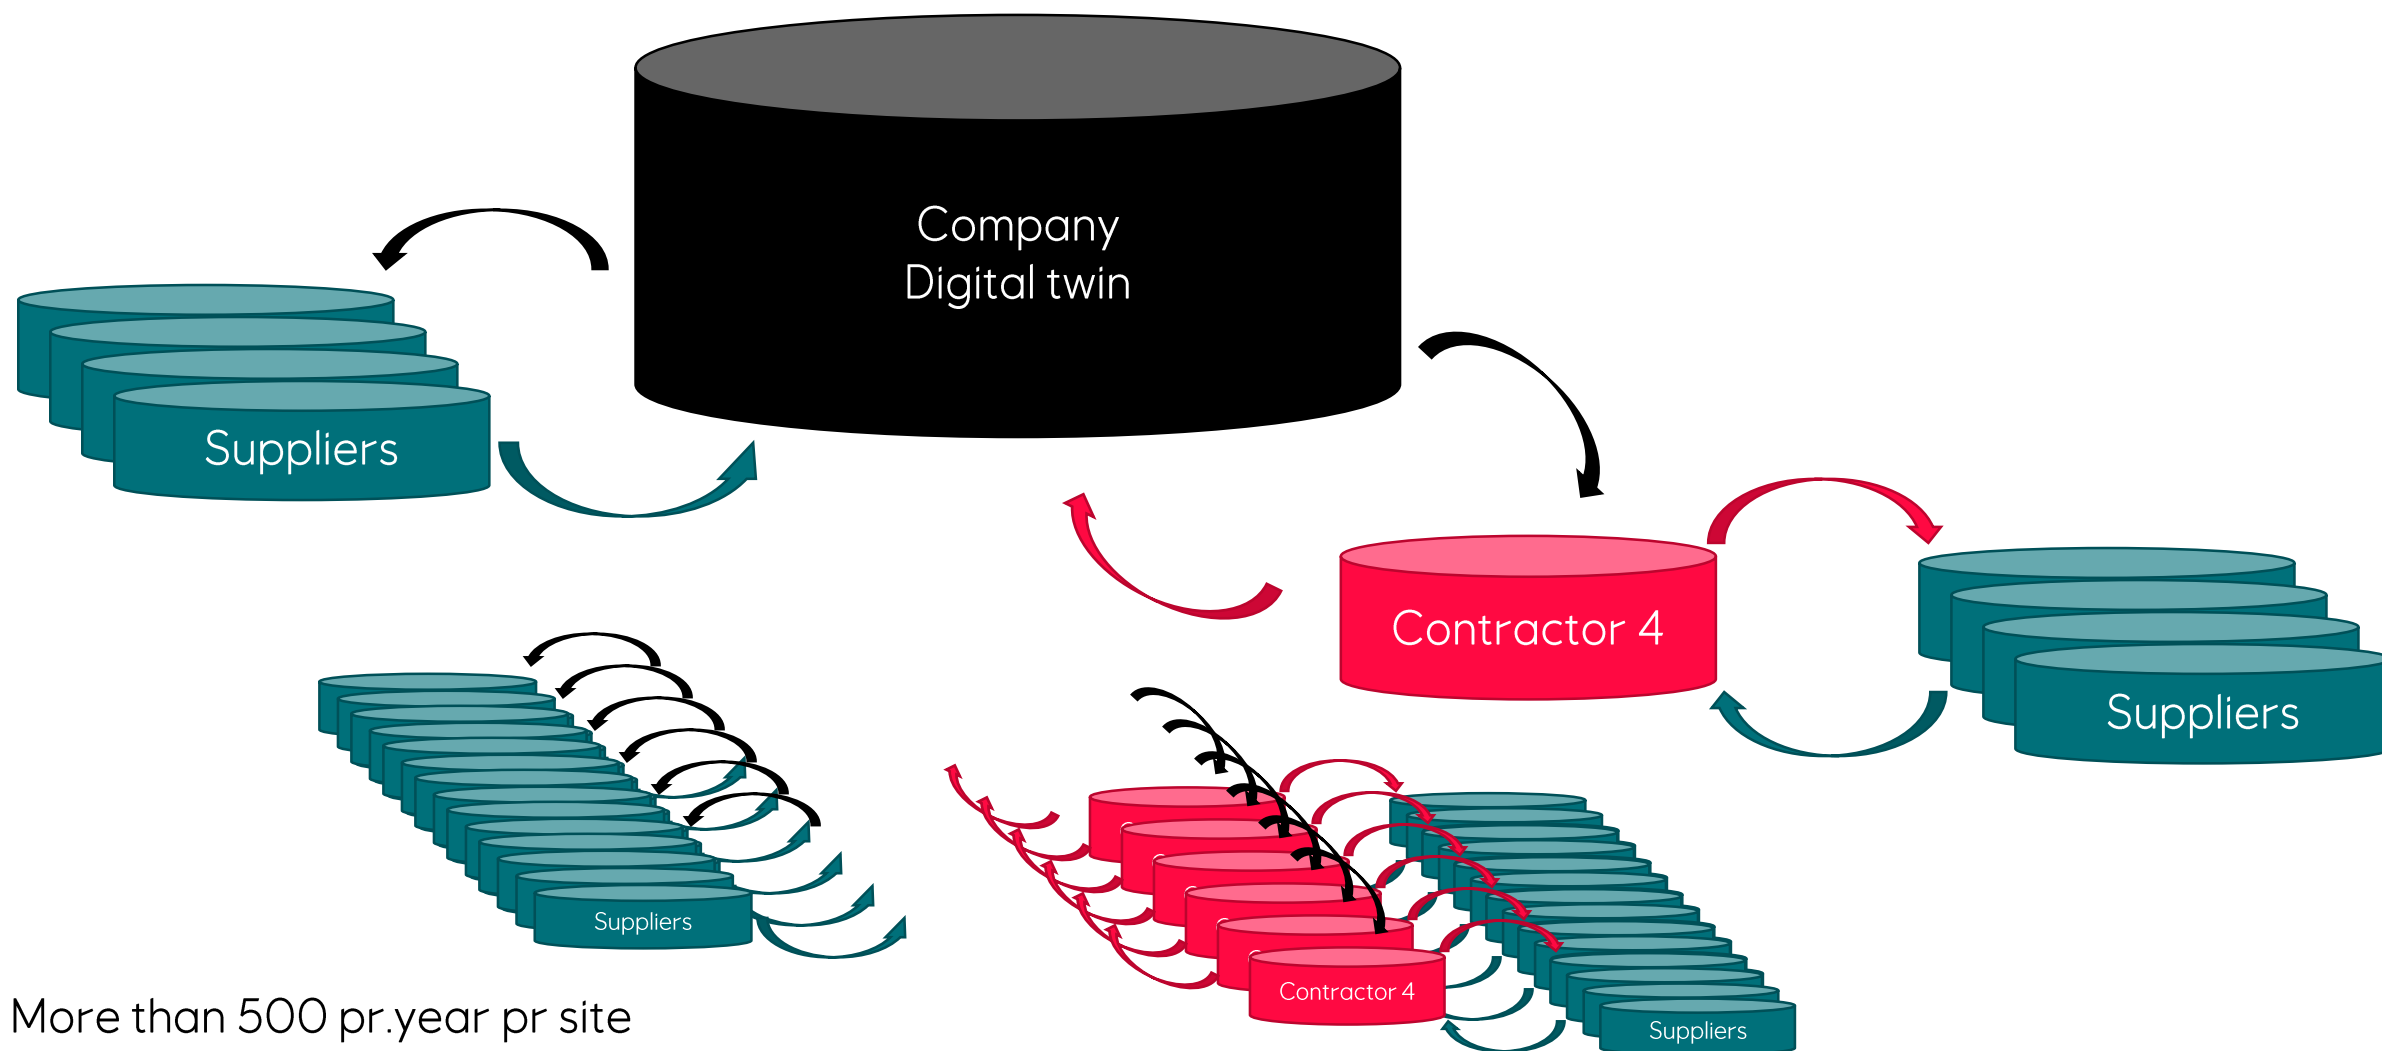 Company
Digital twin
Suppliers
Contractor 4
Suppliers
Suppliers
Contractor 4
Suppliers
More than 500 pr.year pr site